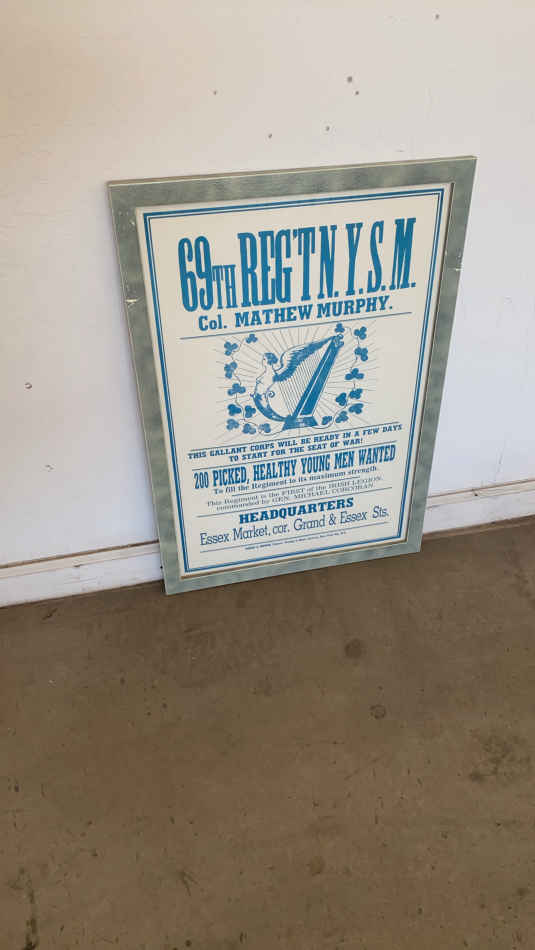 69TH REG'T N.Y.S.M.
Col. MATHEW MURPHY.
THIS GALLANT CORPS WILL BE READY IN A FEW DAYS
TO START FOR THE SEAT OF WAR!
200 PICKED, HEALTHY YOUNG MEN WANTED
To fill the Regiment to its maximum strength.
This Regiment is the FIRST of the IRISH LEGION,
commanded by GEN. MICHAEL CORCORAN
HEADQUARTERS
Essex Market, cor. Grand & Essex Sts.